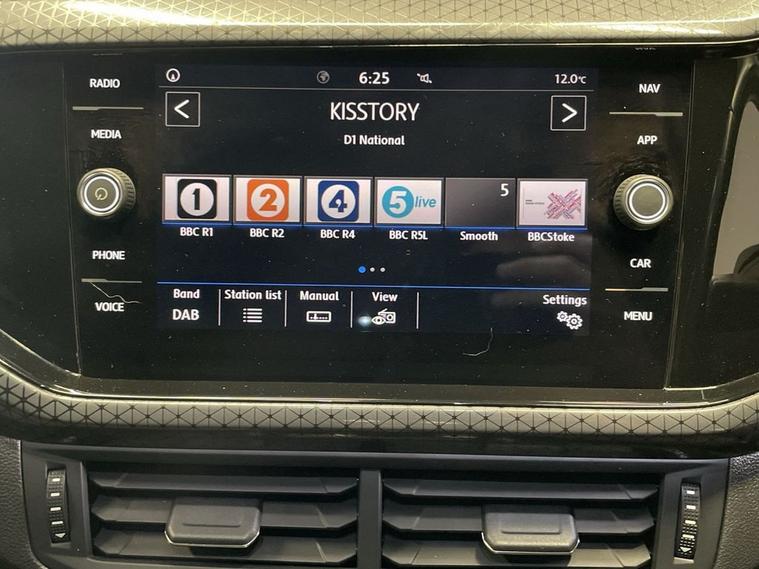 RADIO
MEDIA
PHONE
VOICE
6:25
12.0°C
KISSTORY
D1 National
1
2
4
5 live
5
BBC R1
BBC R2
BBC R4
BBC R5L
Smooth
BBCStoke
Band
DAB
Station list
Manual
View
Settings
NAV
APP
CAR
MENU